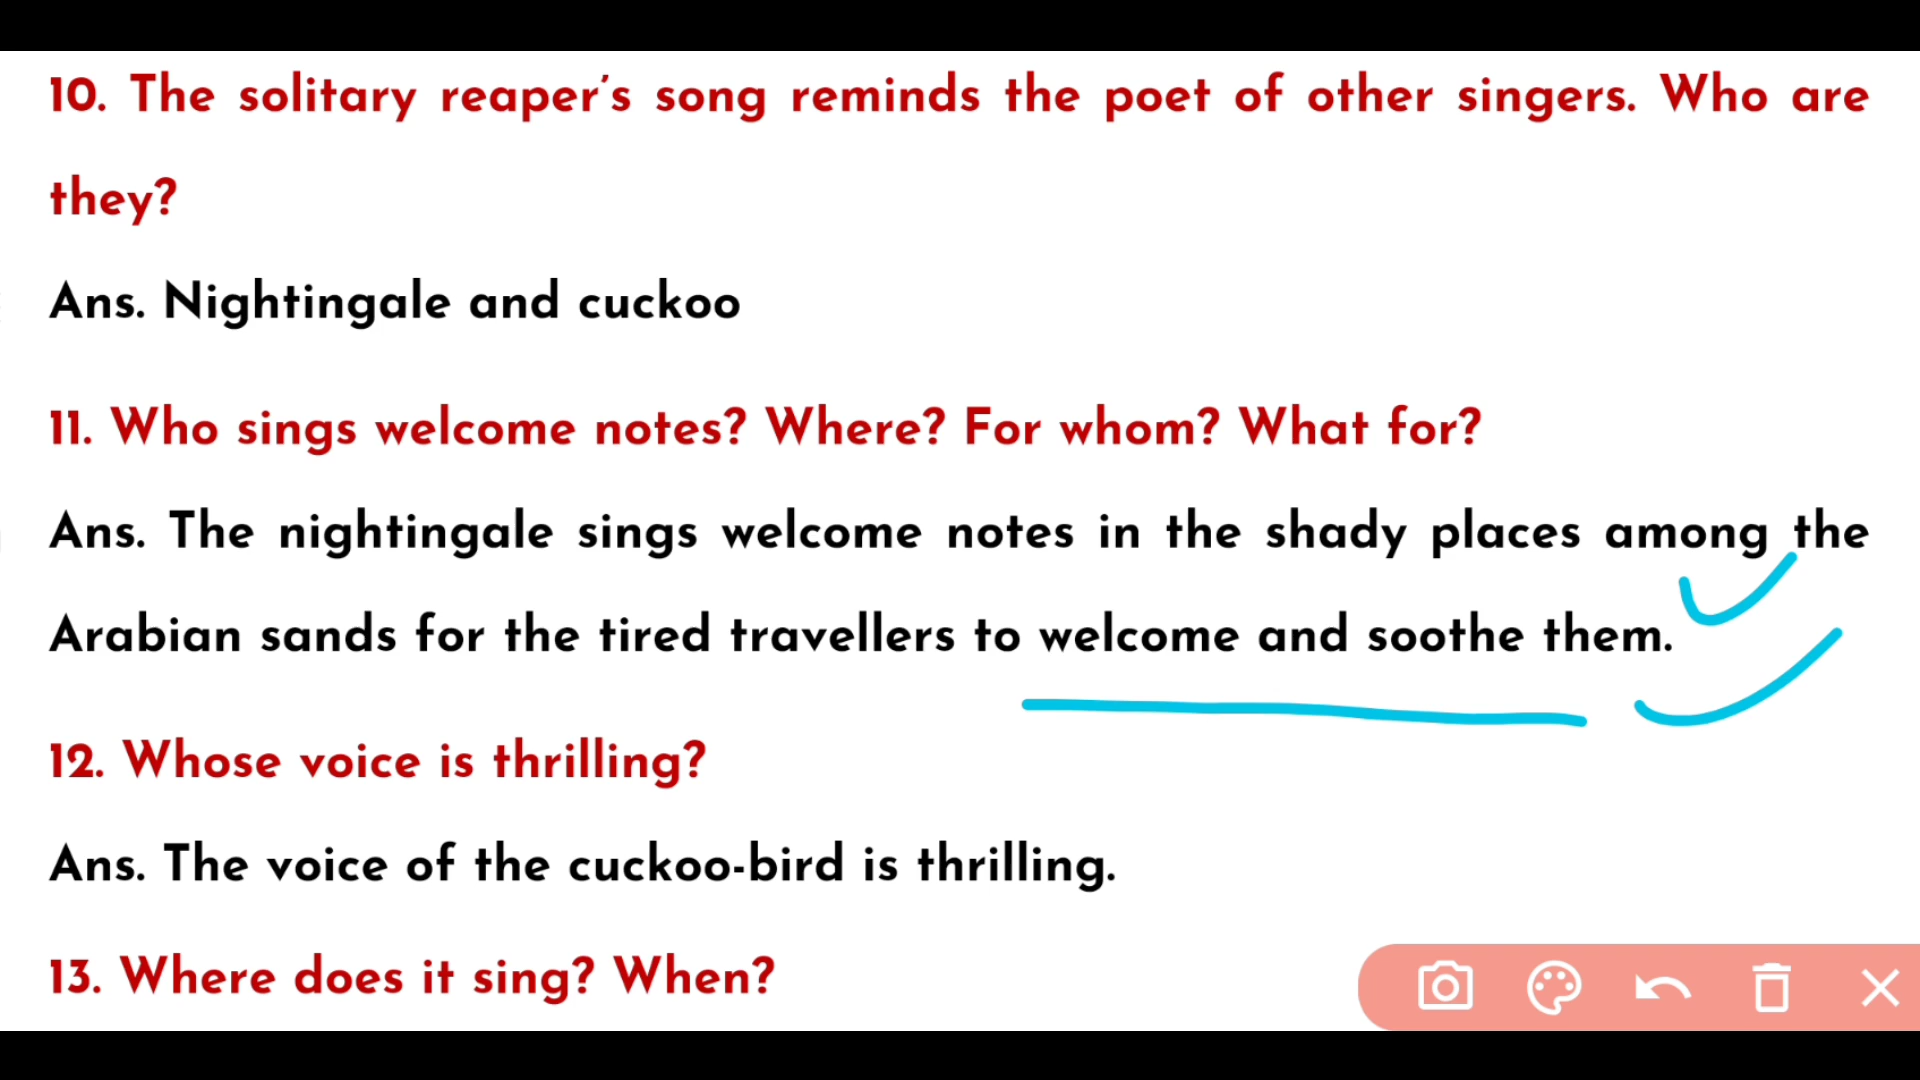 10. The solitary reaper's song reminds the poet of other singers. Who are
they?
Ans. Nightingale and cuckoo
11. Who sings welcome notes? Where? For whom? What for?
Ans. The nightingale sings welcome notes in the shady places among the
Arabian sands for the tired travellers to welcome and soothe them.
12. Whose voice is thrilling?
Ans. The voice of the cuckoo-bird is thrilling.
13. Where does it sing? When?